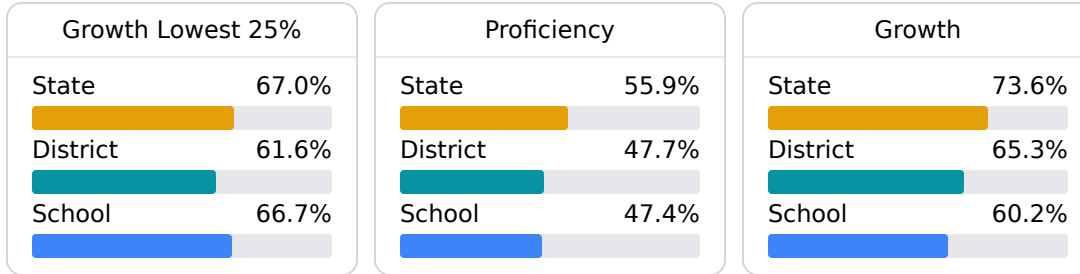 Growth Lowest 25%
State 67.0%
District 61.6%
School 66.7%
Proficiency
State 55.9%
District 47.7%
School 47.4%
Growth
State 73.6%
District 65.3%
School 60.2%